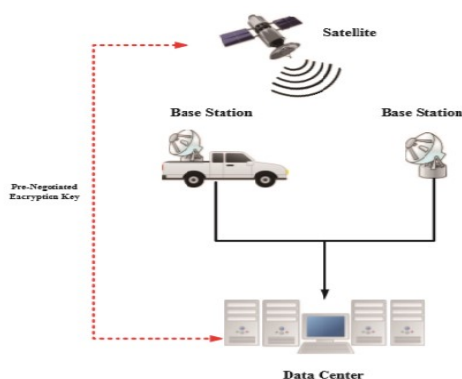 Satellite
Base Station
Base Station
Pre-Negotiated
Encryption Key
Data Center